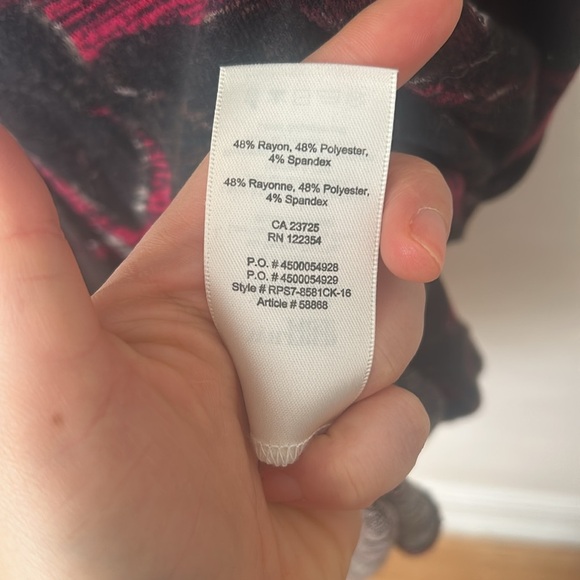 48% Rayon, 48% Polyester,
4% Spandex
48% Rayonne, 48% Polyester,
4% Spandex
CA 23725
RN 122354
P.O. # 4500054928
P.O. # 4500054929
Style # RPS7-8581CK-16
Article # 58868